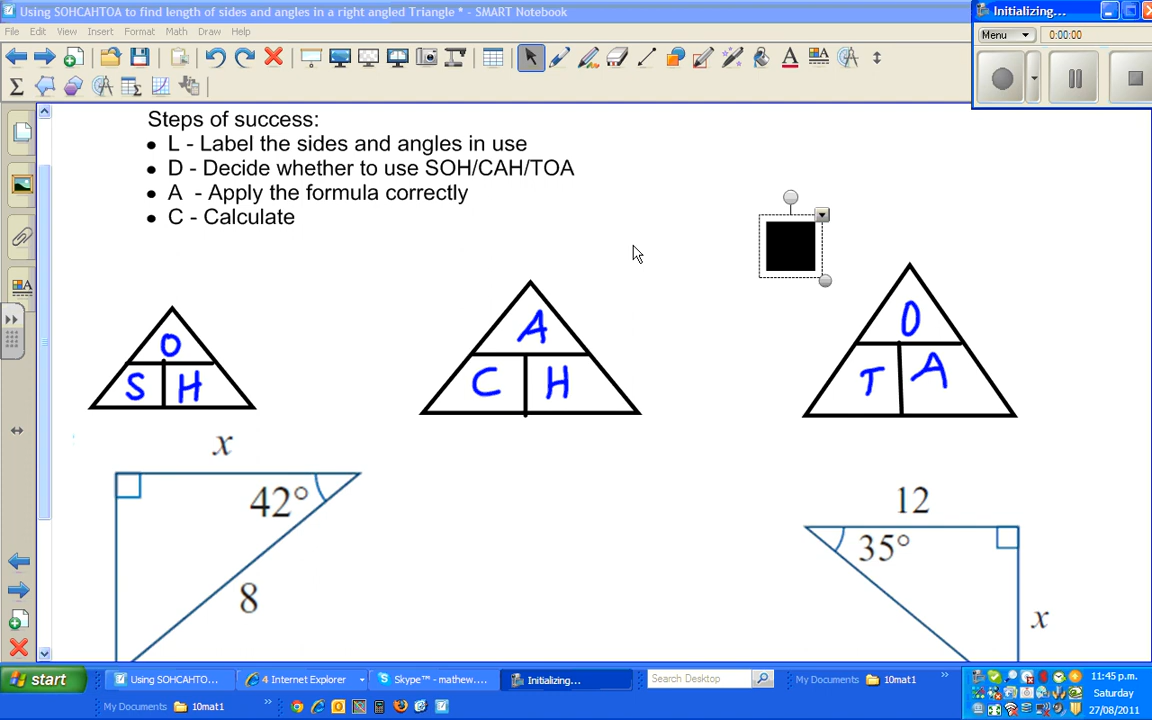 Using SOHCAHTOA to find length of sides and angles in a right angled Triangle * - SMART Notebook
Initializing...
File Edit View Insert Format Math Draw Help
Menu 0:00:00
Steps of success:
• L - Label the sides and angles in use
• D - Decide whether to use SOH/CAH/TOA
• A - Apply the formula correctly
• C - Calculate
O
S H
A
C H
O
T A
x
42°
8
12
35°
x
start
Using SOHCAHTO...
4 Internet Explorer
Skype™ - mathew....
Initializing...
Search Desktop
My Documents
10mat1
My Documents
10mat1
11:45 p.m.
Saturday
27/08/2011